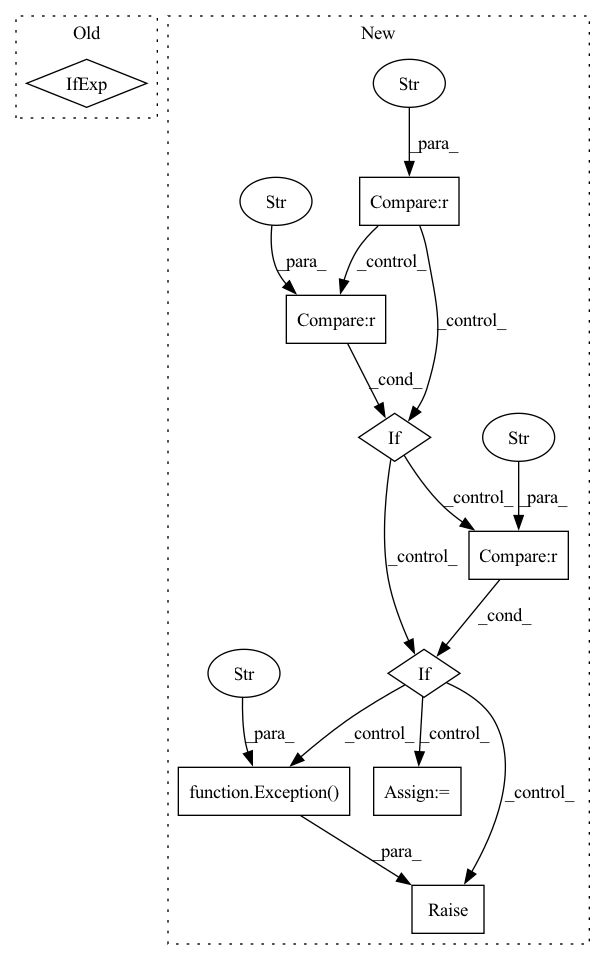 Old
New
IfExp
Str
_para_
Str
Compare:r
_para_
_control_
Compare:r
_control_
_cond_
If
Str
_control_
_para_
_control_
Compare:r
_cond_
Str
If
_para_
_control_
_control_
function.Exception()
Assign:=
_control_
_para_
Raise